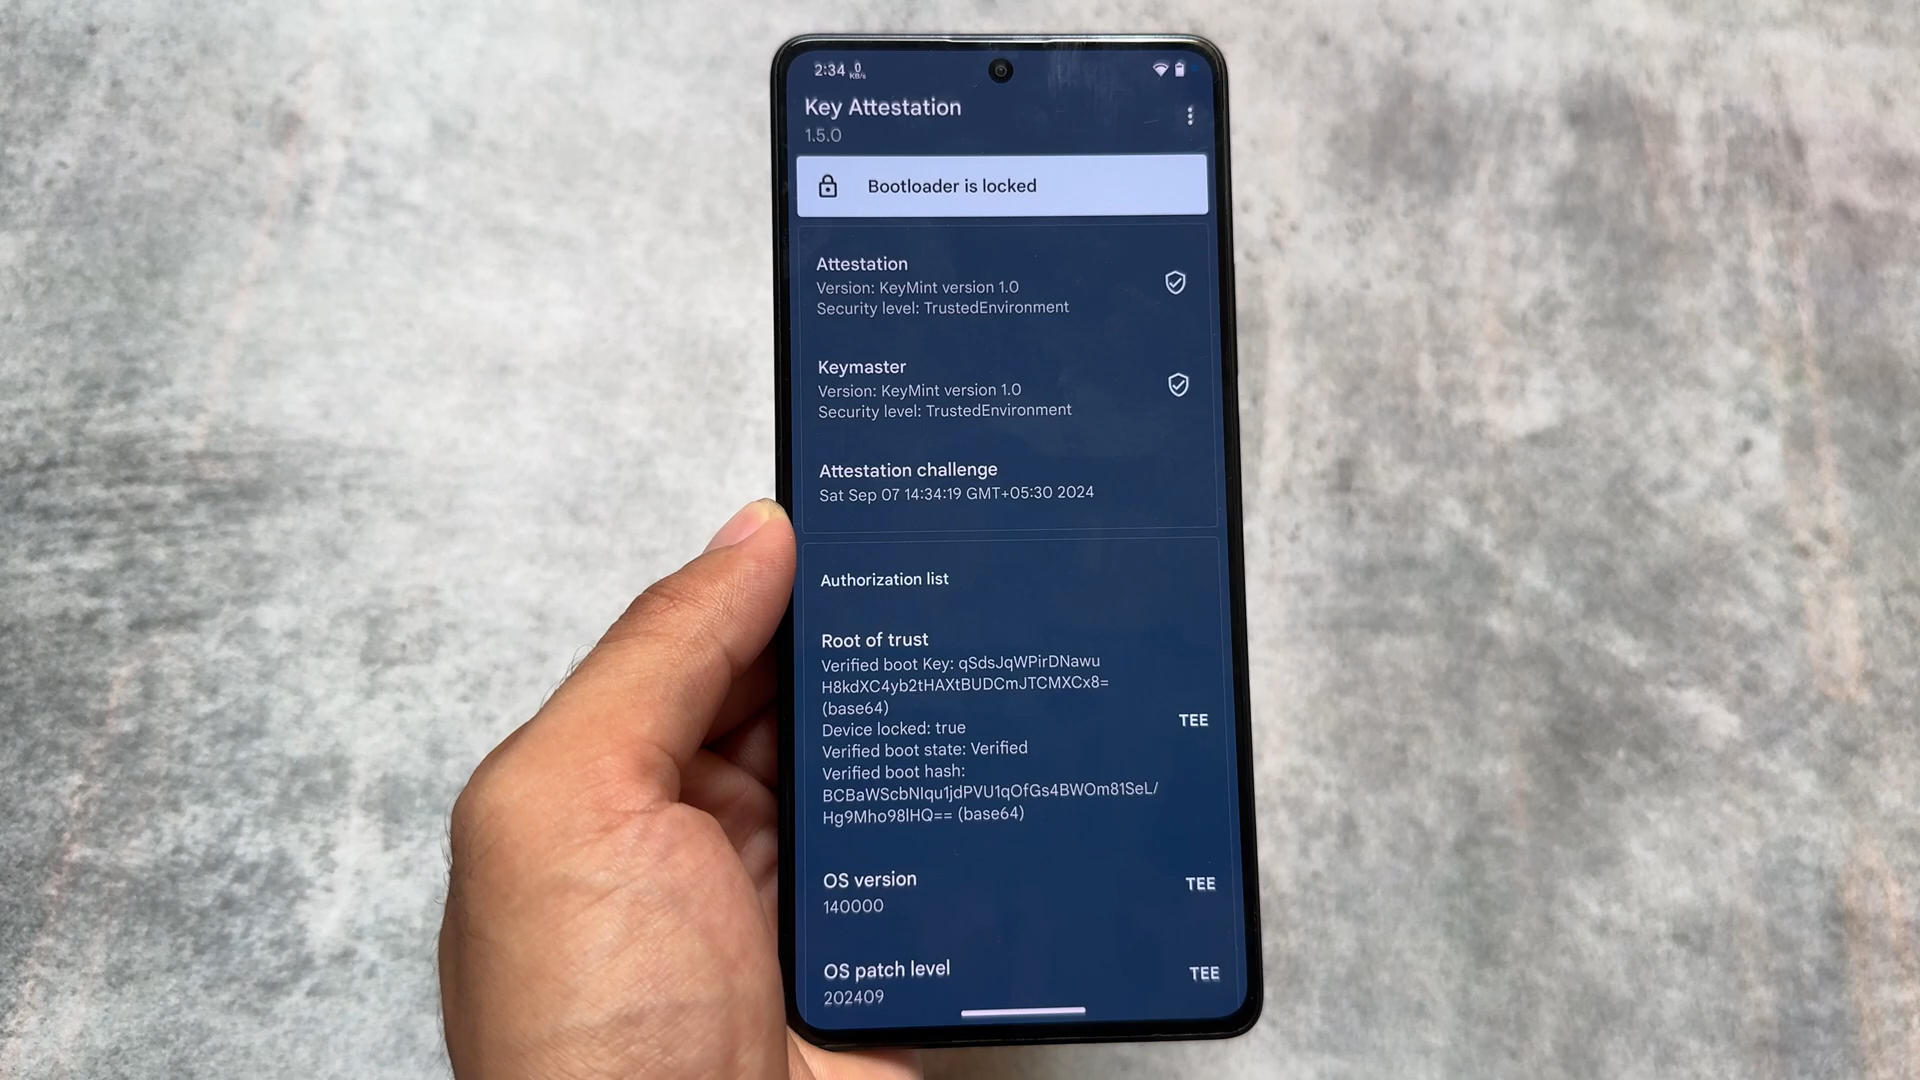 2:34 0 KB/s
Key Attestation
1.5.0
Bootloader is locked
Attestation
Version: KeyMint version 1.0
Security level: TrustedEnvironment
Keymaster
Version: KeyMint version 1.0
Security level: TrustedEnvironment
Attestation challenge
Sat Sep 07 14:34:19 GMT+05:30 2024
Authorization list
Root of trust
Verified boot Key: qSdsJqWPirDNawu
H8kdXC4yb2tHAXtBUDCmJTCMXCx8=
(base64)
Device locked: true
TEE
Verified boot state: Verified
Verified boot hash:
BCBaWScbNIqu1jdPVU1qOfGs4BWOm81SeL/
Hg9Mho98lHQ== (base64)
OS version
TEE
140000
OS patch level
TEE
202409